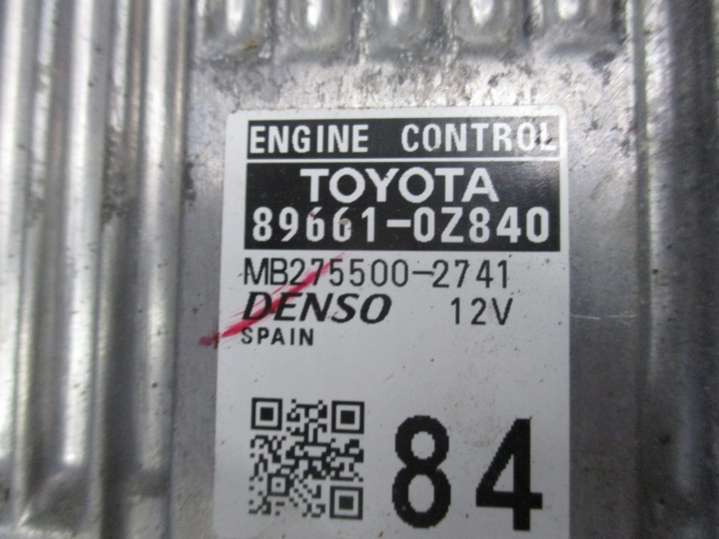 ENGINE CONTROL
TOYOTA
89661-0Z840
MB275500-2741
DENSO 12V
SPAIN
84